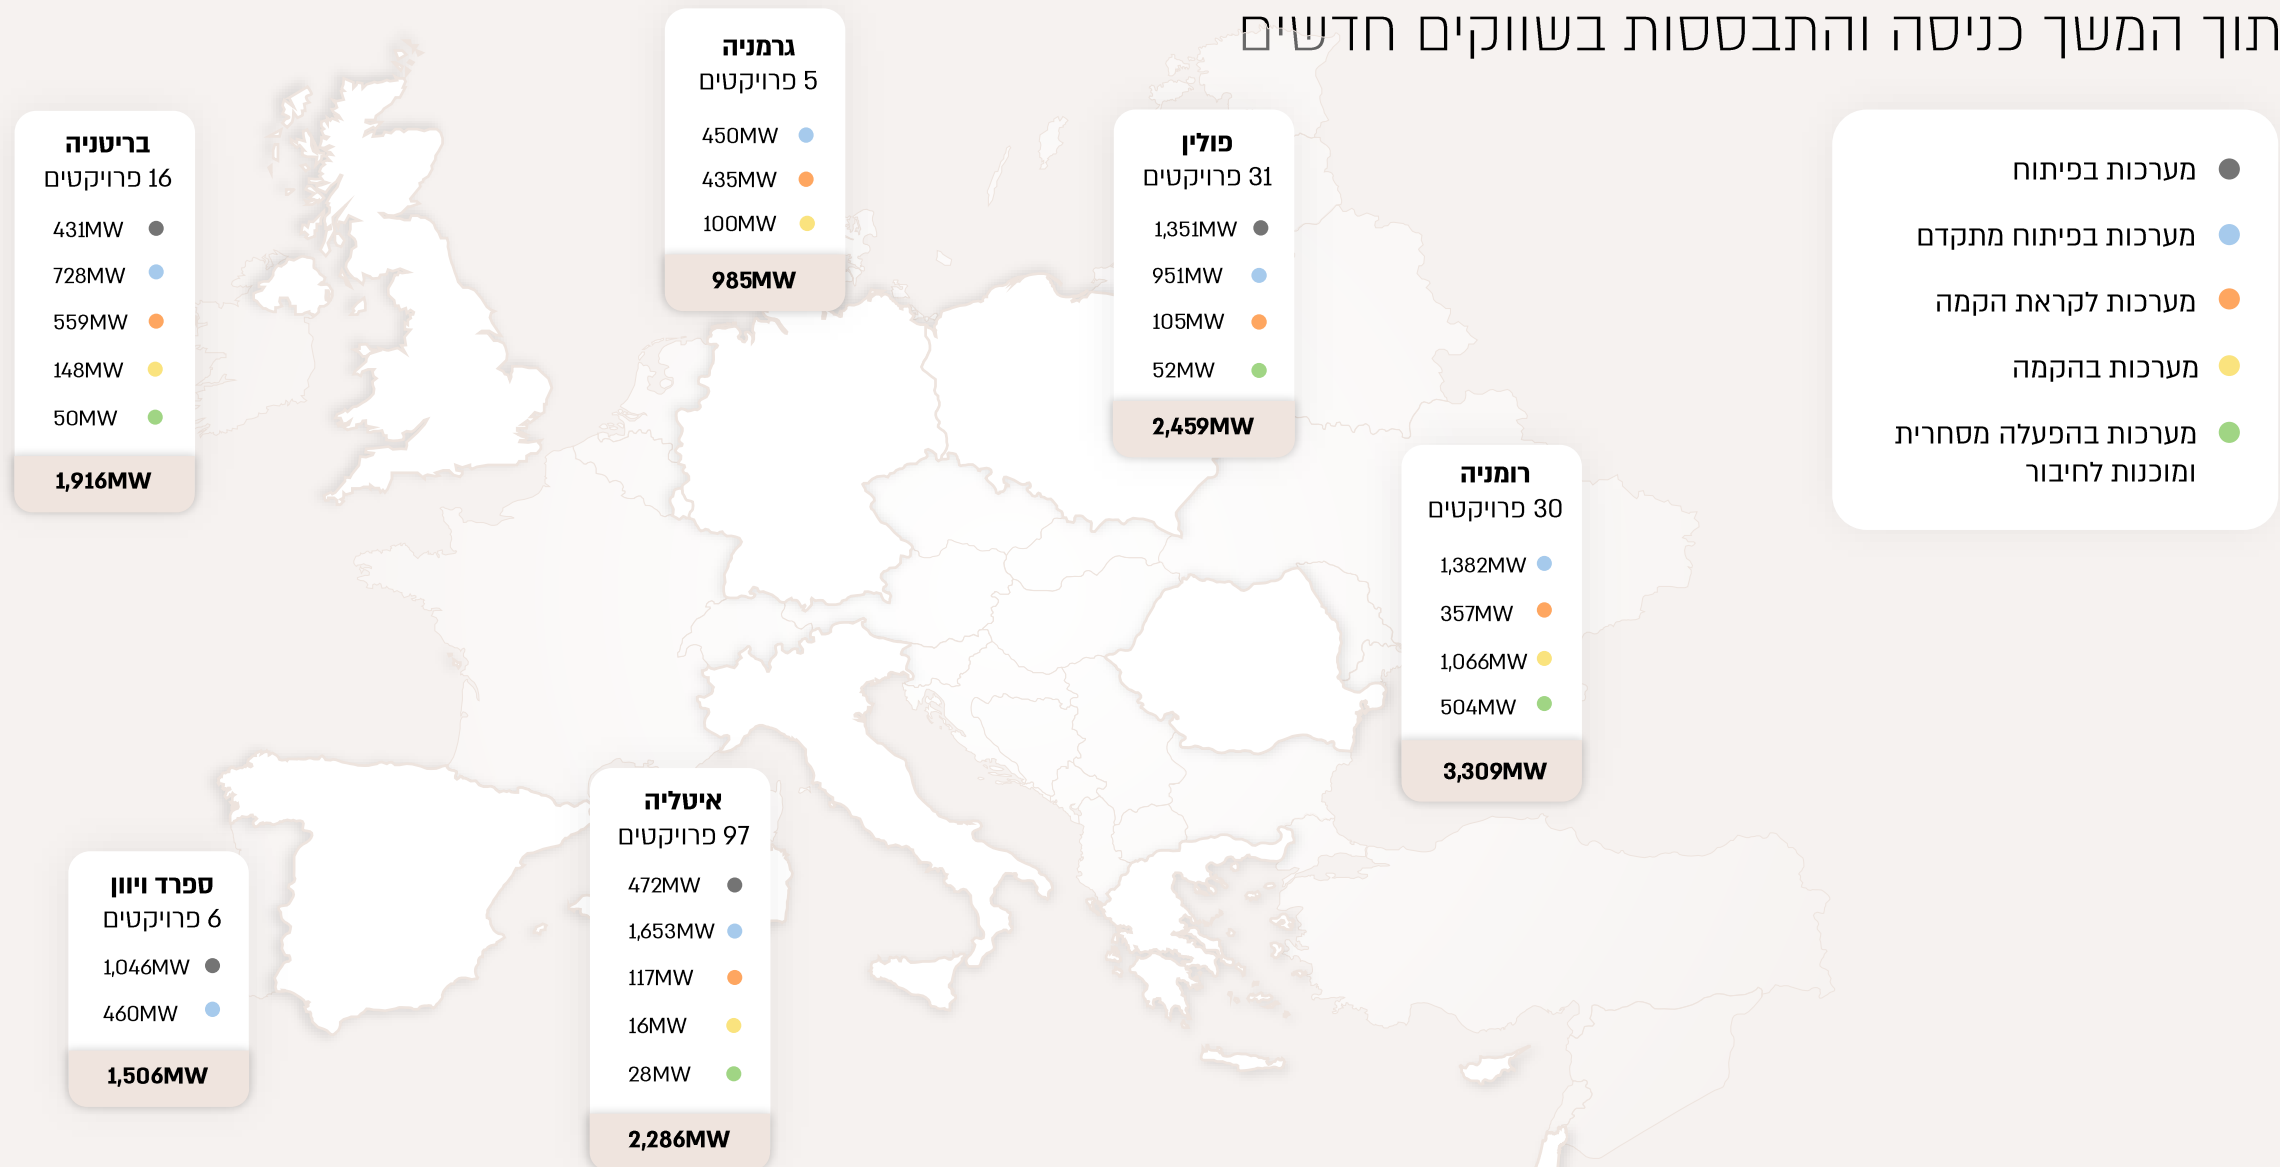 תוך המשך כניסה והתבססות בשווקים חדשים
מערכות בפיתוח
מערכות בפיתוח מתקדם
מערכות לקראת הקמה
מערכות בהקמה
מערכות בהפעלה מסחרית
ומוכנות לחיבור
גרמניה
5 פרויקטים
450MW
435MW
100MW
985MW
פולין
31 פרויקטים
1,351MW
951MW
105MW
52MW
2,459MW
בריטניה
16 פרויקטים
431MW
728MW
559MW
148MW
50MW
1,916MW
רומניה
30 פרויקטים
1,382MW
357MW
1,066MW
504MW
3,309MW
איטליה
97 פרויקטים
472MW
1,653MW
117MW
16MW
28MW
2,286MW
ספרד ויוון
6 פרויקטים
1,046MW
460MW
1,506MW